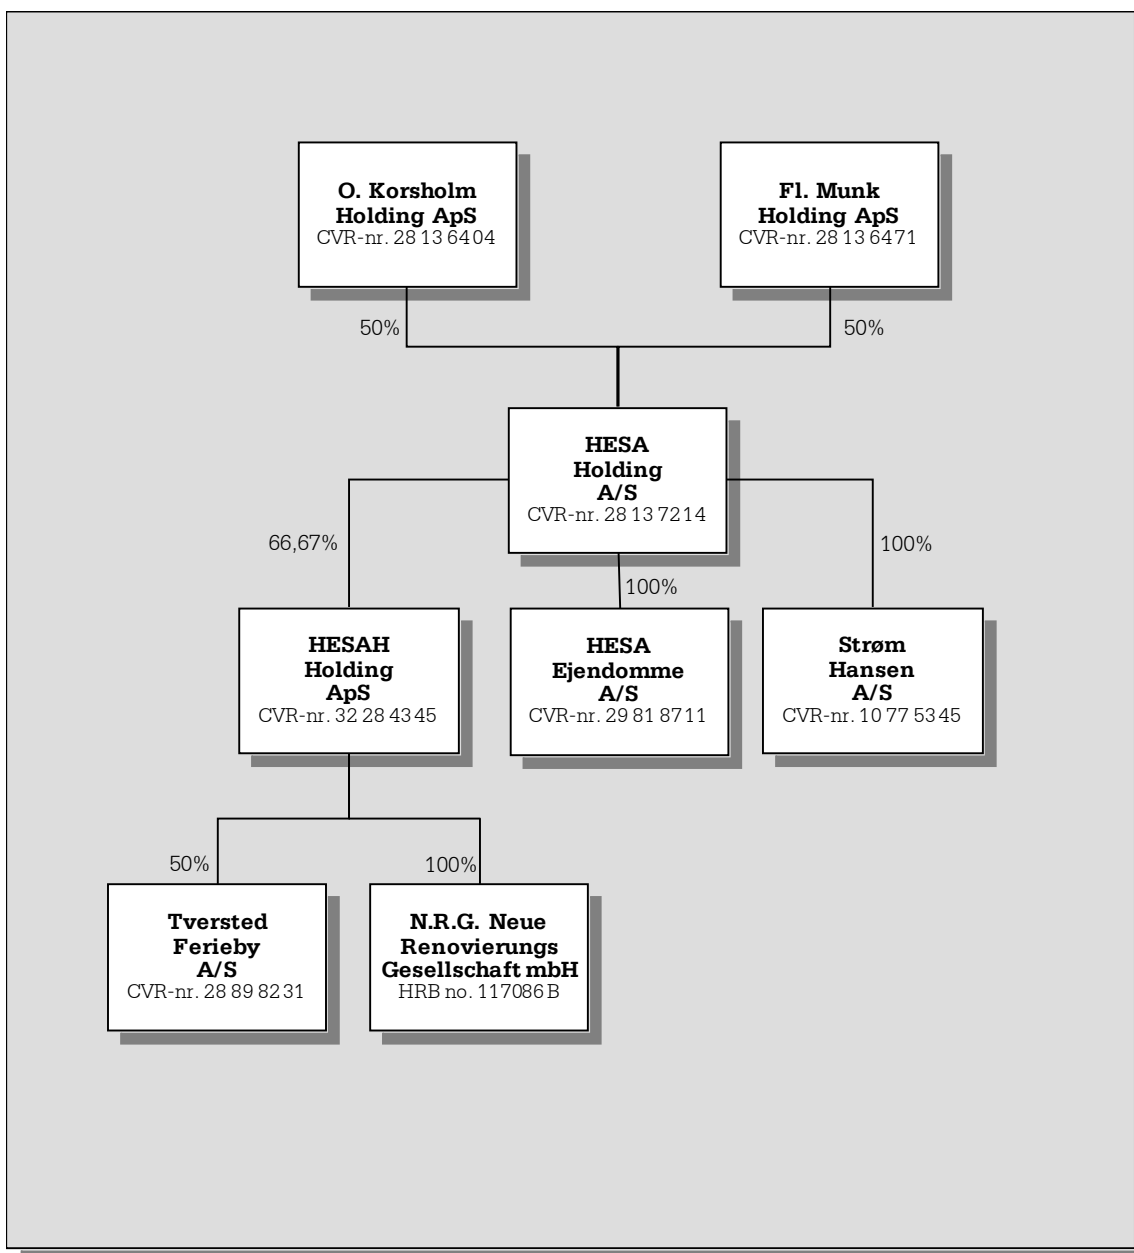 O. Korsholm
Holding ApS
CVR-nr. 28 13 64 04
Fl. Munk
Holding ApS
CVR-nr. 28 13 64 71
50%
50%
HESA
Holding
A/S
CVR-nr. 28 13 72 14
66,67%
100%
100%
HESAH
Holding
ApS
CVR-nr. 32 28 43 45
HESA
Ejendomme
A/S
CVR-nr. 29 81 87 11
Strøm
Hansen
A/S
CVR-nr. 10 77 53 45
50%
100%
Tversted
Ferieby
A/S
CVR-nr. 28 89 82 31
N.R.G. Neue
Renovierungs
Gesellschaft mbH
HRB no. 117086 B